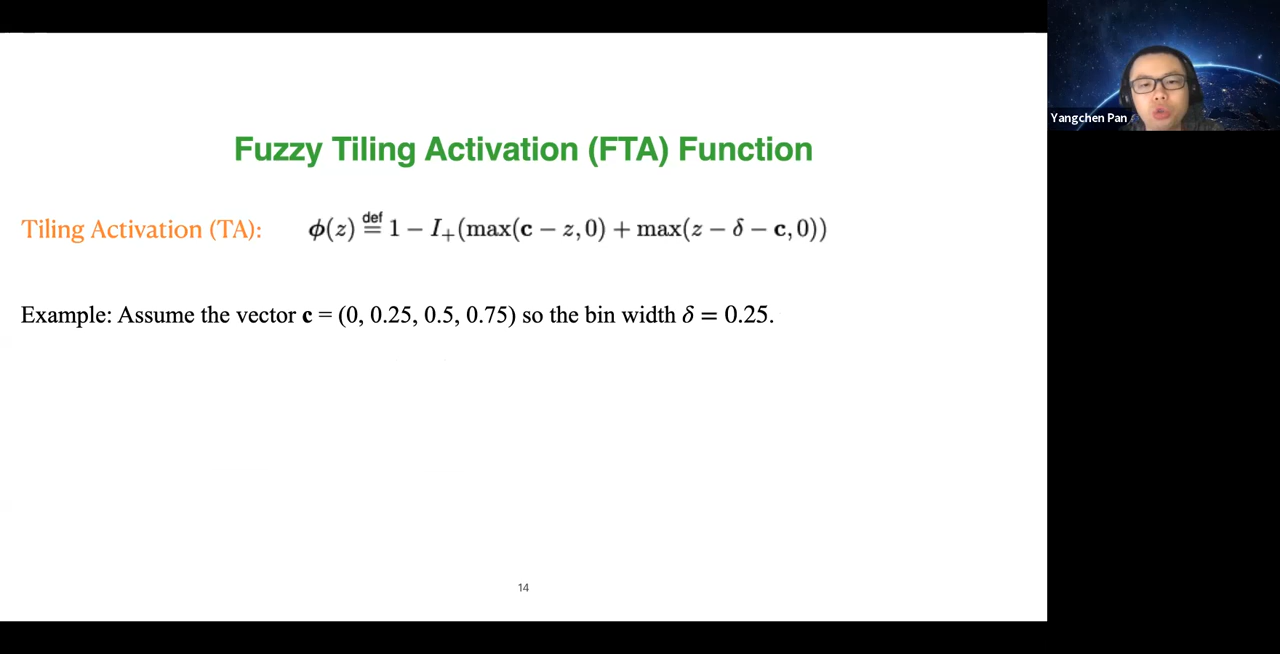 Fuzzy Tiling Activation (FTA) Function
Tiling Activation (TA): ϕ(z) ≝ 1 − I₊(max(c − z, 0) + max(z − δ − c, 0))
Example: Assume the vector c = (0, 0.25, 0.5, 0.75) so the bin width δ = 0.25.
14
Yangchen Pan